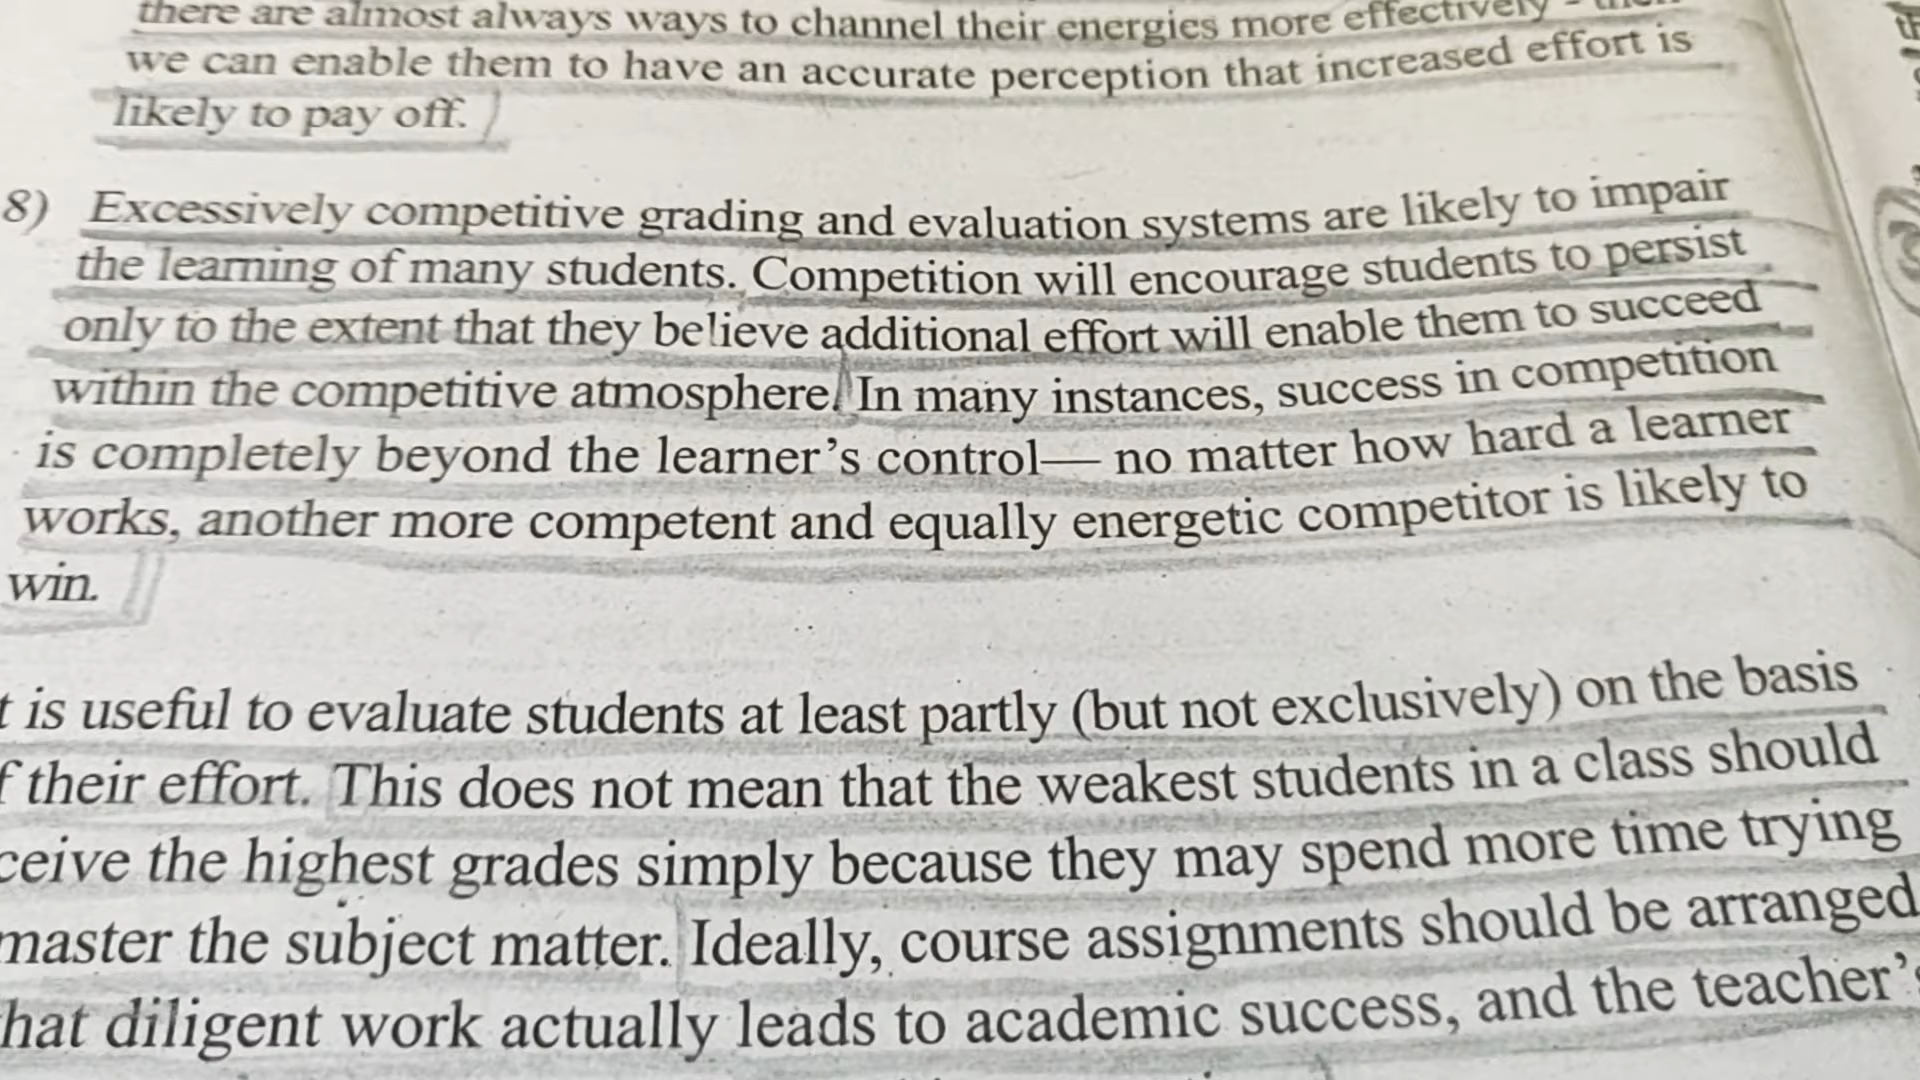 there are almost always ways to channel their energies more effectively -
we can enable them to have an accurate perception that increased effort is
likely to pay off.
8) Excessively competitive grading and evaluation systems are likely to impair
the learning of many students. Competition will encourage students to persist
only to the extent that they believe additional effort will enable them to succeed
within the competitive atmosphere. In many instances, success in competition
is completely beyond the learner's control— no matter how hard a learner
works, another more competent and equally energetic competitor is likely to
win.
t is useful to evaluate students at least partly (but not exclusively) on the basis
f their effort. This does not mean that the weakest students in a class should
ceive the highest grades simply because they may spend more time trying
master the subject matter. Ideally, course assignments should be arranged
hat diligent work actually leads to academic success, and the teacher's